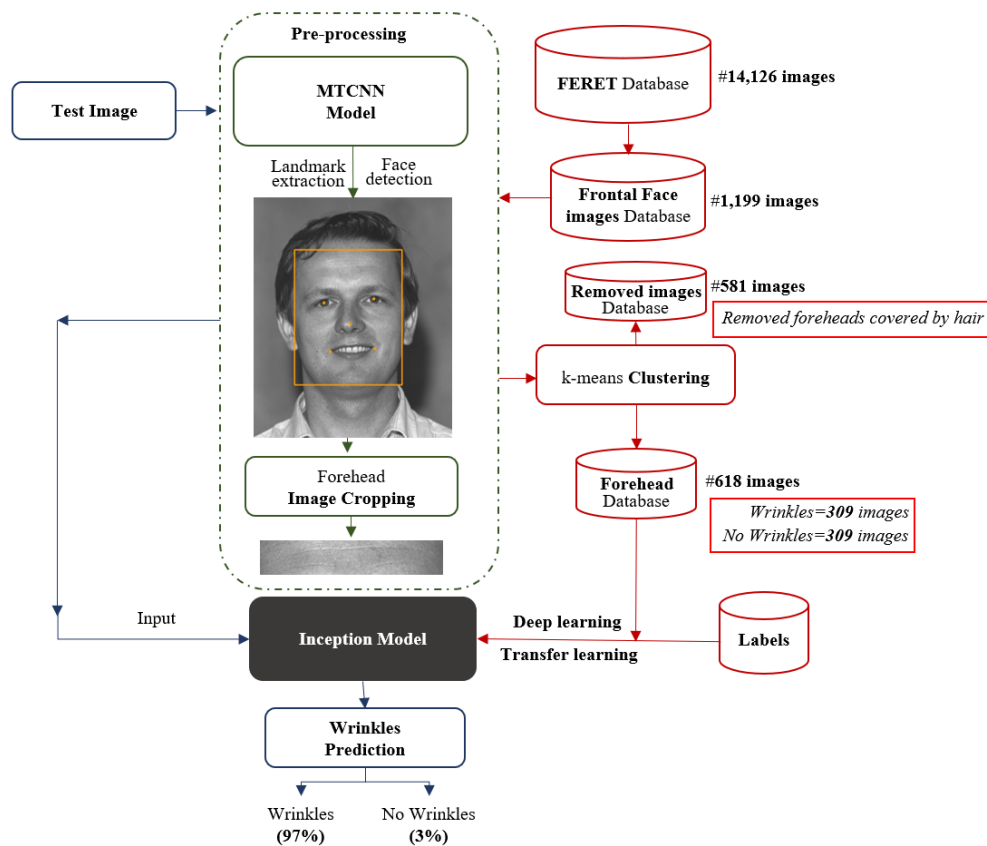 Pre-processing
MTCNN
Model
Test Image
Landmark
extraction
Face
detection
Forehead
Image Cropping
FERET Database
#14,126 images
Frontal Face
images Database
#1,199 images
Removed images
Database
#581 images
Removed foreheads covered by hair
k-means Clustering
Forehead
Database
#618 images
Wrinkles=309 images
No Wrinkles=309 images
Input
Inception Model
Deep learning
Transfer learning
Labels
Wrinkles
Prediction
Wrinkles
(97%)
No Wrinkles
(3%)